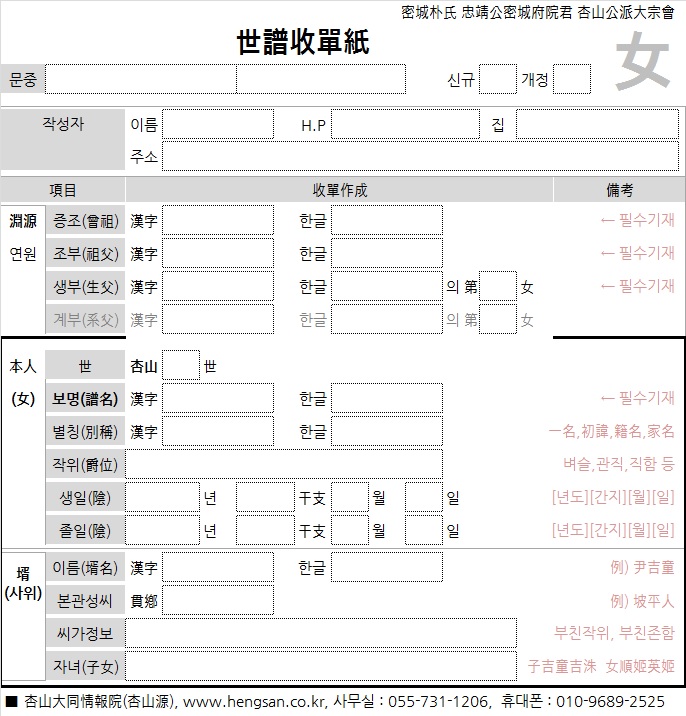 密城朴氏 忠靖公密城府院君 杏山公派大宗會
世譜收單紙
女
문중 신규 개정
작성자 이름 H.P 집
주소
項目 收單作成 備考
淵源 증조(曾祖) 漢字 한글 ← 필수기재
연원 조부(祖父) 漢字 한글 ← 필수기재
생부(生父) 漢字 한글 의 第 女 ← 필수기재
계부(系父) 漢字 한글 의 第 女
本人 世 杏山 世
(女) 보명(譜名) 漢字 한글 ← 필수기재
별칭(別稱) 漢字 한글 一名,初諱,籍名,家名
작위(爵位) 벼슬,관직,직함 등
생일(陰) 년 干支 월 일 [년도][간지][월][일]
졸일(陰) 년 干支 월 일 [년도][간지][월][일]
壻 이름(壻名) 漢字 한글 例) 尹吉童
(사위) 본관성씨 貫鄕 例) 坡平人
씨가정보 부친작위, 부친존함
자녀(子女) 子吉童吉洙 女順姬英姬
■ 杏山大同情報院(杏山源), www.hengsan.co.kr, 사무실 : 055-731-1206, 휴대폰 : 010-9689-2525